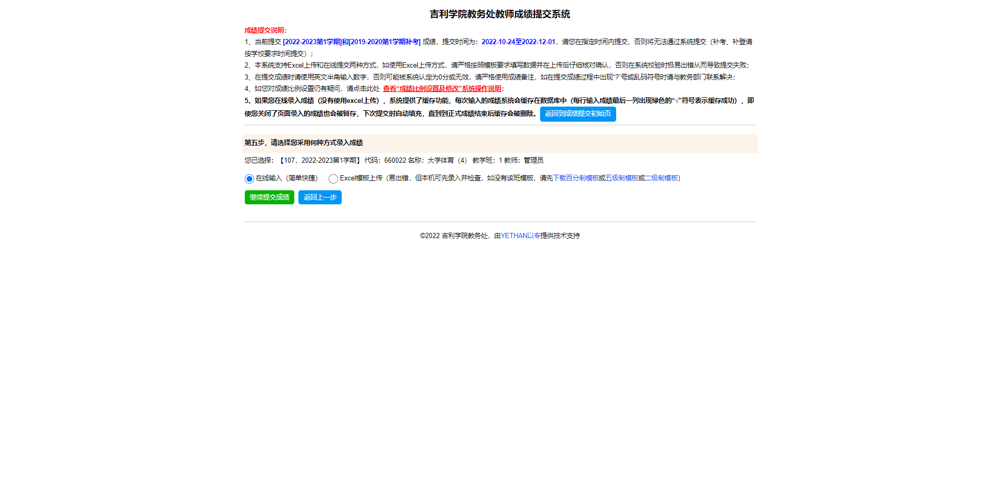 吉利学院教务处教师成绩提交系统
成绩提交说明：
1、当前提交 [2022-2023第1学期]和[2019-2020第1学期补考] 成绩，提交时间为：2022-10-24至2022-12-01，请您在指定时间内提交，否则将无法通过系统提交（补考、补登请
按学校要求时间提交）；
2、本系统支持Excel上传和在线提交两种方式，如使用Excel上传方式，请严格按照模板要求填写数据并在上传后仔细核对确认，否则在系统校验时极易出错从而导致提交失败；
3、在提交成绩时请使用英文半角输入数字，否则可能被系统认定为0分或无效，请严格使用成绩备注，如在提交成绩过程中出现“?”号或乱码符号时请与教务部门联系解决；
4、如您对成绩比例设置仍有疑问，请点击此处 查看“成绩比例设置及修改”系统操作说明；
5、如果您在线录入成绩（没有使用excel上传），系统提供了缓存功能，每次输入的成绩系统会缓存在数据库中（每行输入成绩最后一列出现绿色的“√”符号表示缓存成功），即
使您关闭了页面录入的成绩也会被暂存，下次提交时自动填充，直到到正式成绩结束后缓存会被删除。 返回到成绩提交初始页
第五步，请选择您采用何种方式录入成绩
您已选择：【107，2022-2023第1学期】 代码：660022 名称：大学体育（4） 教学班：1 教师：管理员
在线输入（简单快捷） Excel模板上传（易出错，但本机可先录入并检查，如没有该班模板，请先下载百分制模板或五级制模板或二级制模板）
继续提交成绩 返回上一步
©2022 吉利学院教务处，由YETHAN以专提供技术支持